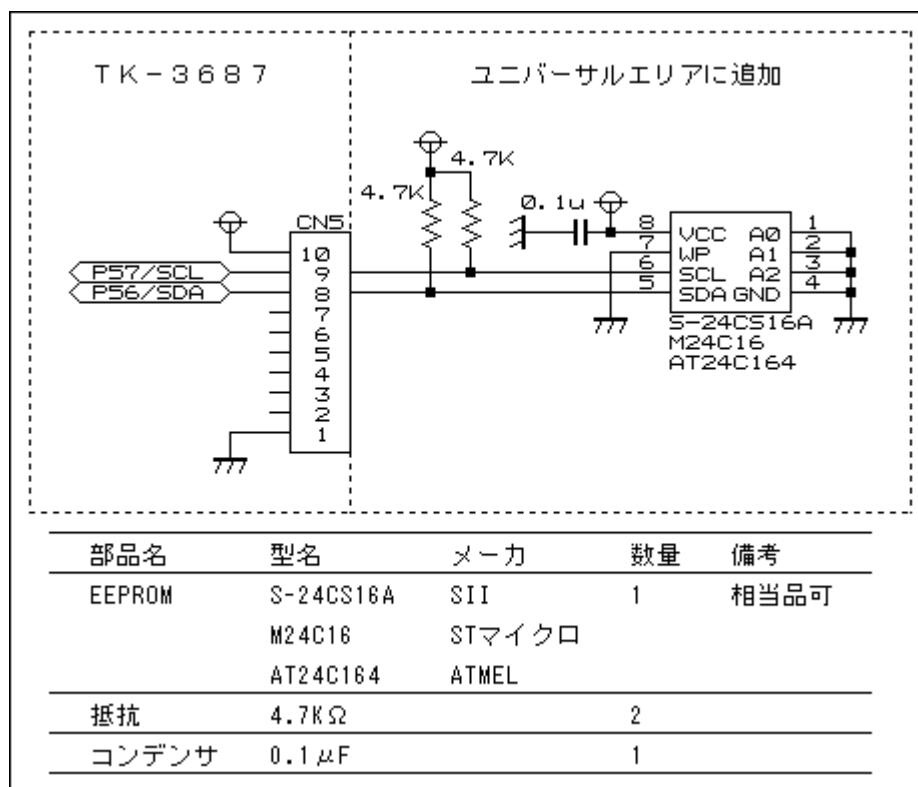 TK-3687
ユニバーサルエリアに追加
4.7K
4.7K
0.1u
CN5
10
9
8
7
6
5
4
3
2
1
P57/SCL
P56/SDA
8
7
6
5
VCC A0
WP A1
SCL A2
SDA GND
1
2
3
4
S-24CS16A
M24C16
AT24C164
部品名 型名 メーカ 数量 備考
EEPROM S-24CS16A SII 1 相当品可
M24C16 STマイクロ
AT24C164 ATMEL
抵抗 4.7KΩ 2
コンデンサ 0.1μF 1